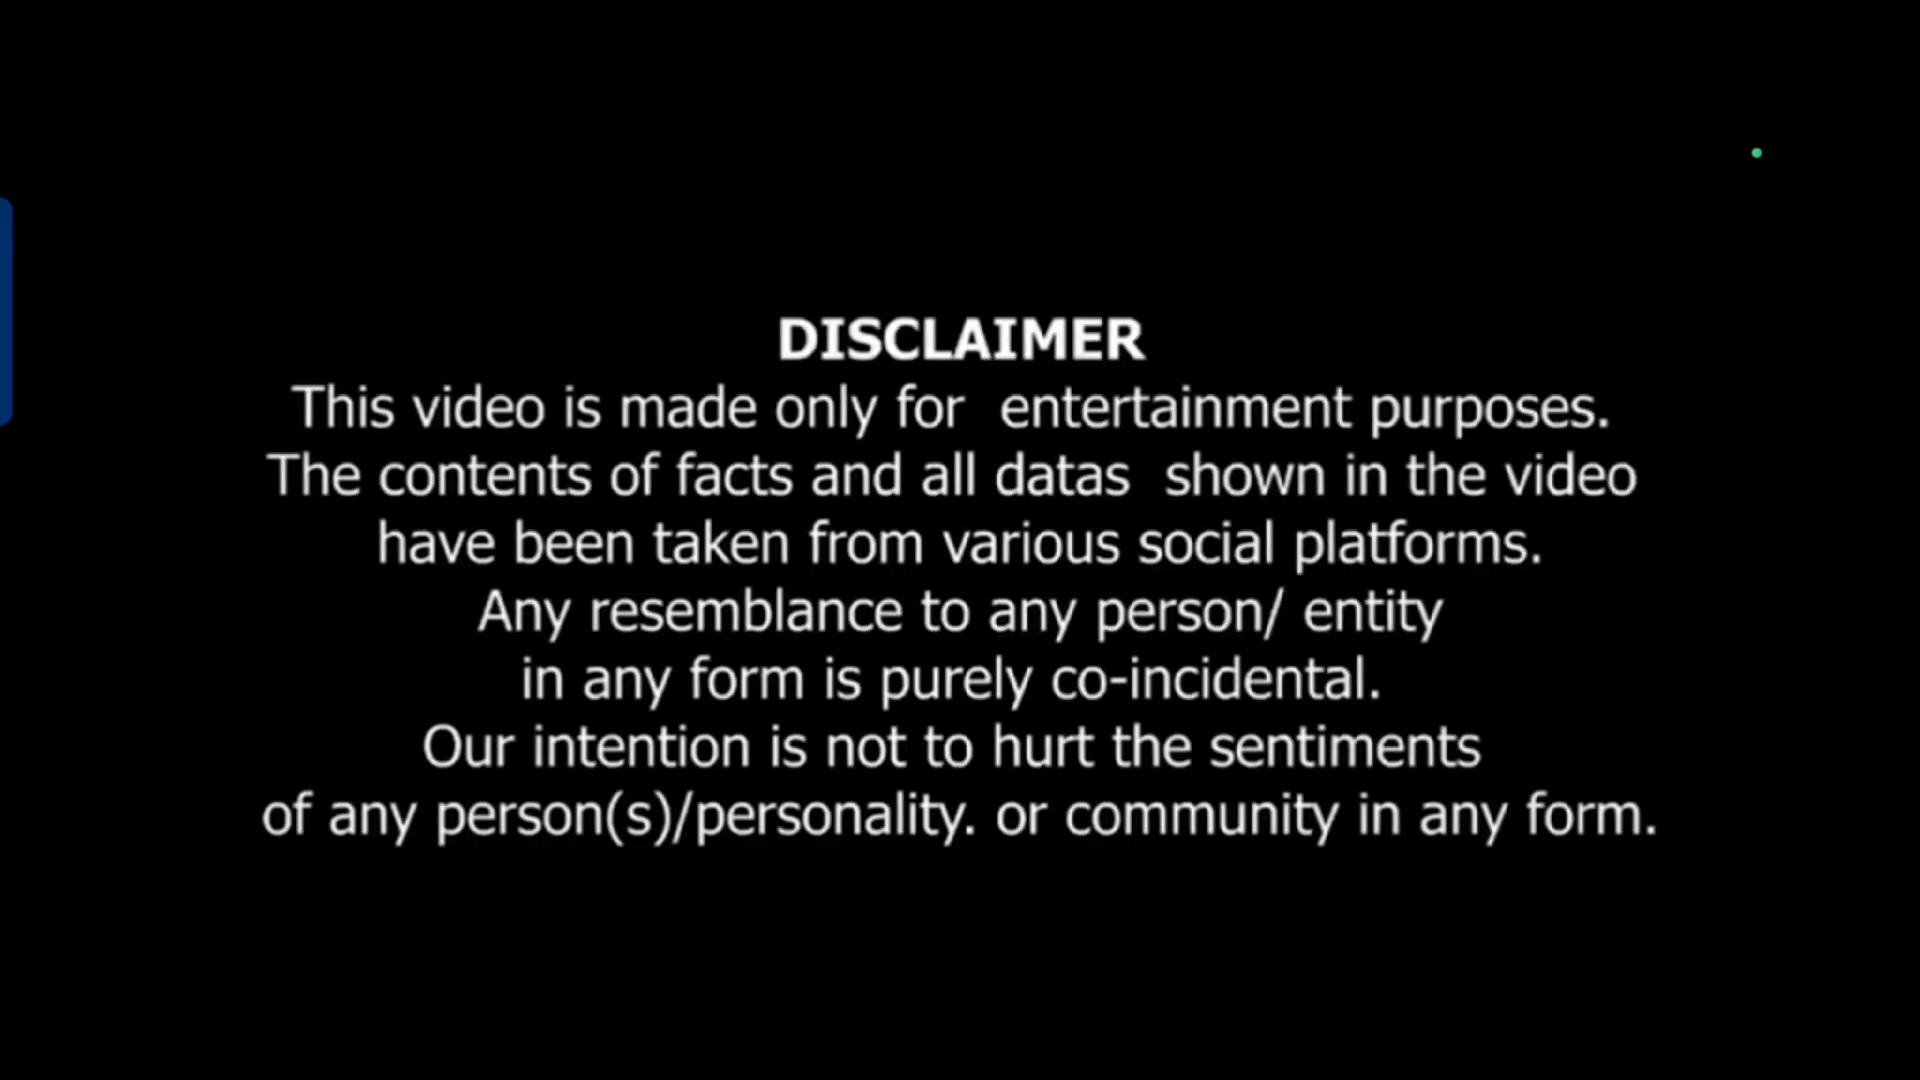 DISCLAIMER
This video is made only for entertainment purposes.
The contents of facts and all datas shown in the video
have been taken from various social platforms.
Any resemblance to any person/ entity
in any form is purely co-incidental.
Our intention is not to hurt the sentiments
of any person(s)/personality. or community in any form.